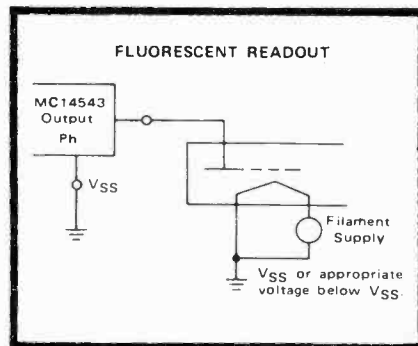 FLUORESCENT READOUT
MC14543
Output
Ph
VSS
Filament
Supply
VSS or appropriate
voltage below VSS.